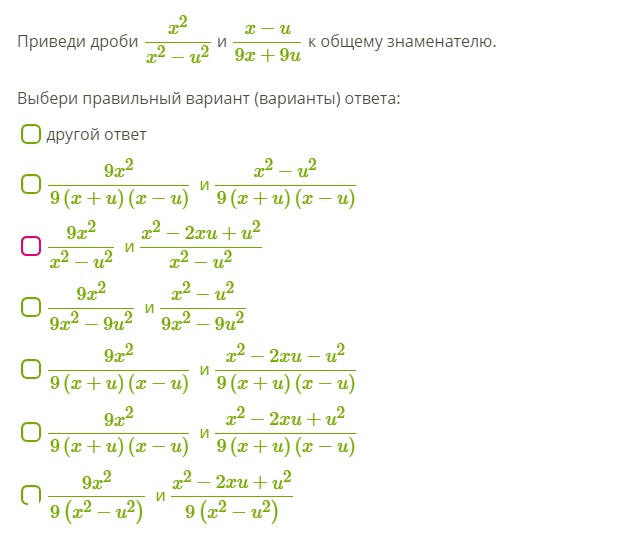 Приведи дроби x²/(x² − u²) и (x − u)/(9x + 9u) к общему знаменателю.
Выбери правильный вариант (варианты) ответа:
другой ответ
9x²/(9(x + u)(x − u)) и (x² − u²)/(9(x + u)(x − u))
9x²/(x² − u²) и (x² − 2xu + u²)/(x² − u²)
9x²/(9x² − 9u²) и (x² − u²)/(9x² − 9u²)
9x²/(9(x + u)(x − u)) и (x² − 2xu − u²)/(9(x + u)(x − u))
9x²/(9(x + u)(x − u)) и (x² − 2xu + u²)/(9(x + u)(x − u))
9x²/(9(x² − u²)) и (x² − 2xu + u²)/(9(x² − u²))